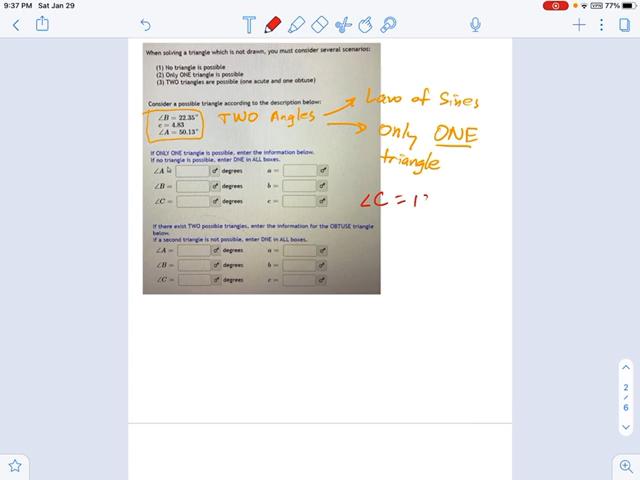 9:37 PM Sat Jan 29
VPN 77%
When solving a triangle which is not drawn, you must consider several scenarios:
(1) No triangle is possible
(2) Only ONE triangle is possible
(3) TWO triangles are possible (one acute and one obtuse)
Consider a possible triangle according to the description below:
∠B = 22.35°
c = 4.83
∠A = 50.13°
TWO Angles
Law of Sines
Only ONE
triangle
∠C = 1
If ONLY ONE triangle is possible, enter the information below.
If no triangle is possible, enter DNE in ALL boxes.
∠A = degrees a =
∠B = degrees b =
∠C = degrees c =
If there exist TWO possible triangles, enter the information for the OBTUSE triangle
below.
If a second triangle is not possible, enter DNE in ALL boxes.
∠A = degrees a =
∠B = degrees b =
∠C = degrees c =
2
/
6